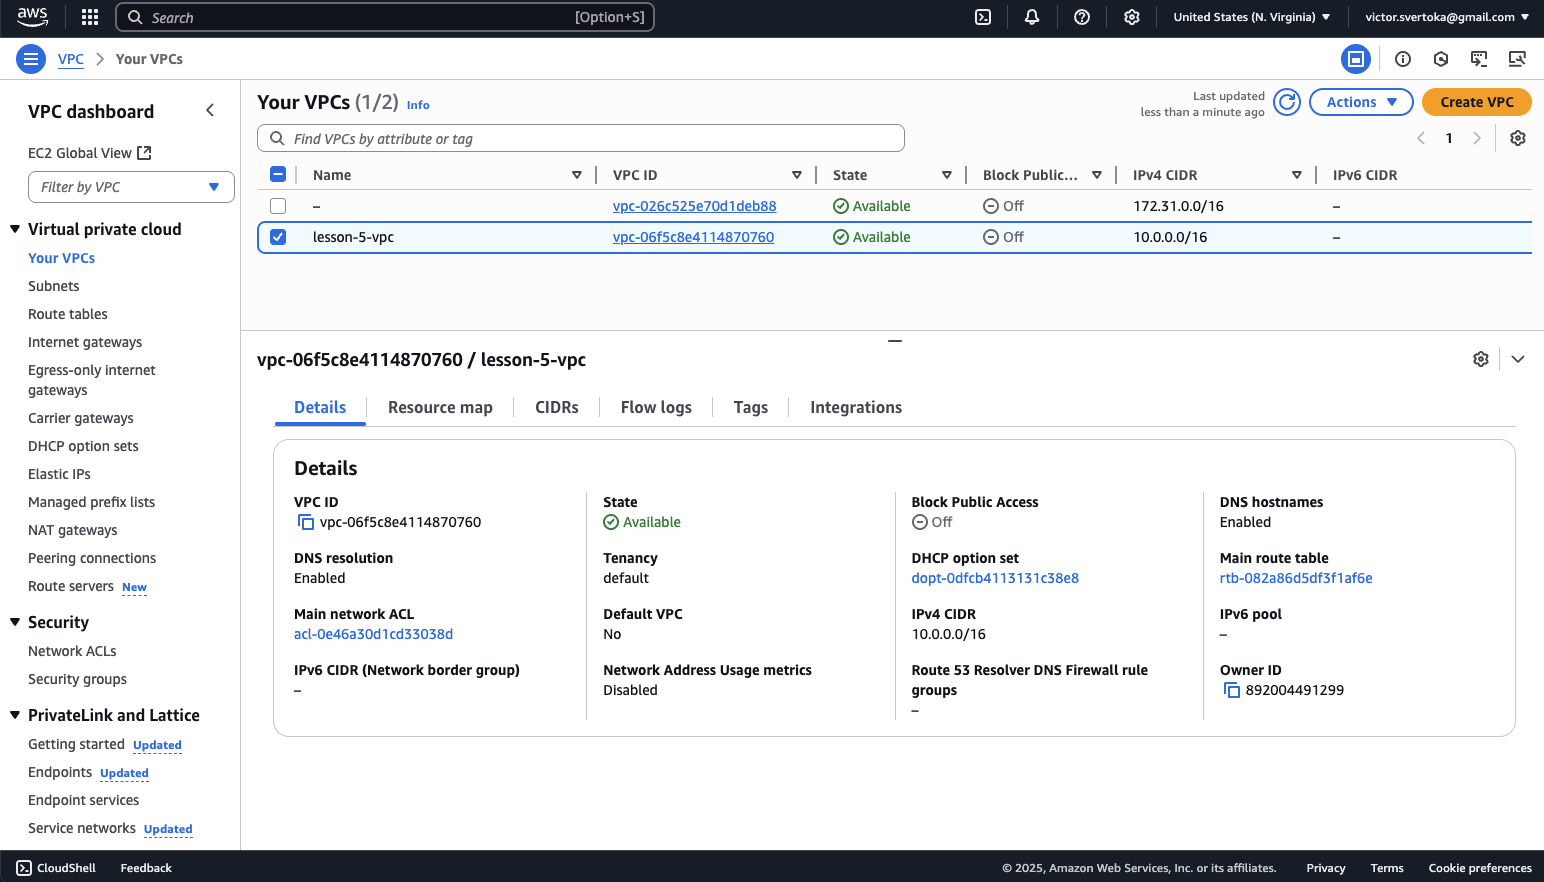 aws
Search [Option+S]
United States (N. Virginia)
victor.svertoka@gmail.com
VPC
Your VPCs
VPC dashboard
EC2 Global View
Filter by VPC
Virtual private cloud
Your VPCs
Subnets
Route tables
Internet gateways
Egress-only internet
gateways
Carrier gateways
DHCP option sets
Elastic IPs
Managed prefix lists
NAT gateways
Peering connections
Route servers New
Security
Network ACLs
Security groups
PrivateLink and Lattice
Getting started Updated
Endpoints Updated
Endpoint services
Service networks Updated
Your VPCs (1/2) Info
Last updated
less than a minute ago
Actions
Create VPC
Find VPCs by attribute or tag
1
Name VPC ID State Block Public... IPv4 CIDR IPv6 CIDR
– vpc-026c525e70d1deb88 Available Off 172.31.0.0/16 –
lesson-5-vpc vpc-06f5c8e4114870760 Available Off 10.0.0.0/16 –
vpc-06f5c8e4114870760 / lesson-5-vpc
Details Resource map CIDRs Flow logs Tags Integrations
Details
VPC ID
vpc-06f5c8e4114870760
DNS resolution
Enabled
Main network ACL
acl-0e46a30d1cd33038d
IPv6 CIDR (Network border group)
–
State
Available
Tenancy
default
Default VPC
No
Network Address Usage metrics
Disabled
Block Public Access
Off
DHCP option set
dopt-0dfcb4113131c38e8
IPv4 CIDR
10.0.0.0/16
Route 53 Resolver DNS Firewall rule
groups
–
DNS hostnames
Enabled
Main route table
rtb-082a86d5df3f1af6e
IPv6 pool
–
Owner ID
892004491299
CloudShell
Feedback
© 2025, Amazon Web Services, Inc. or its affiliates.
Privacy
Terms
Cookie preferences